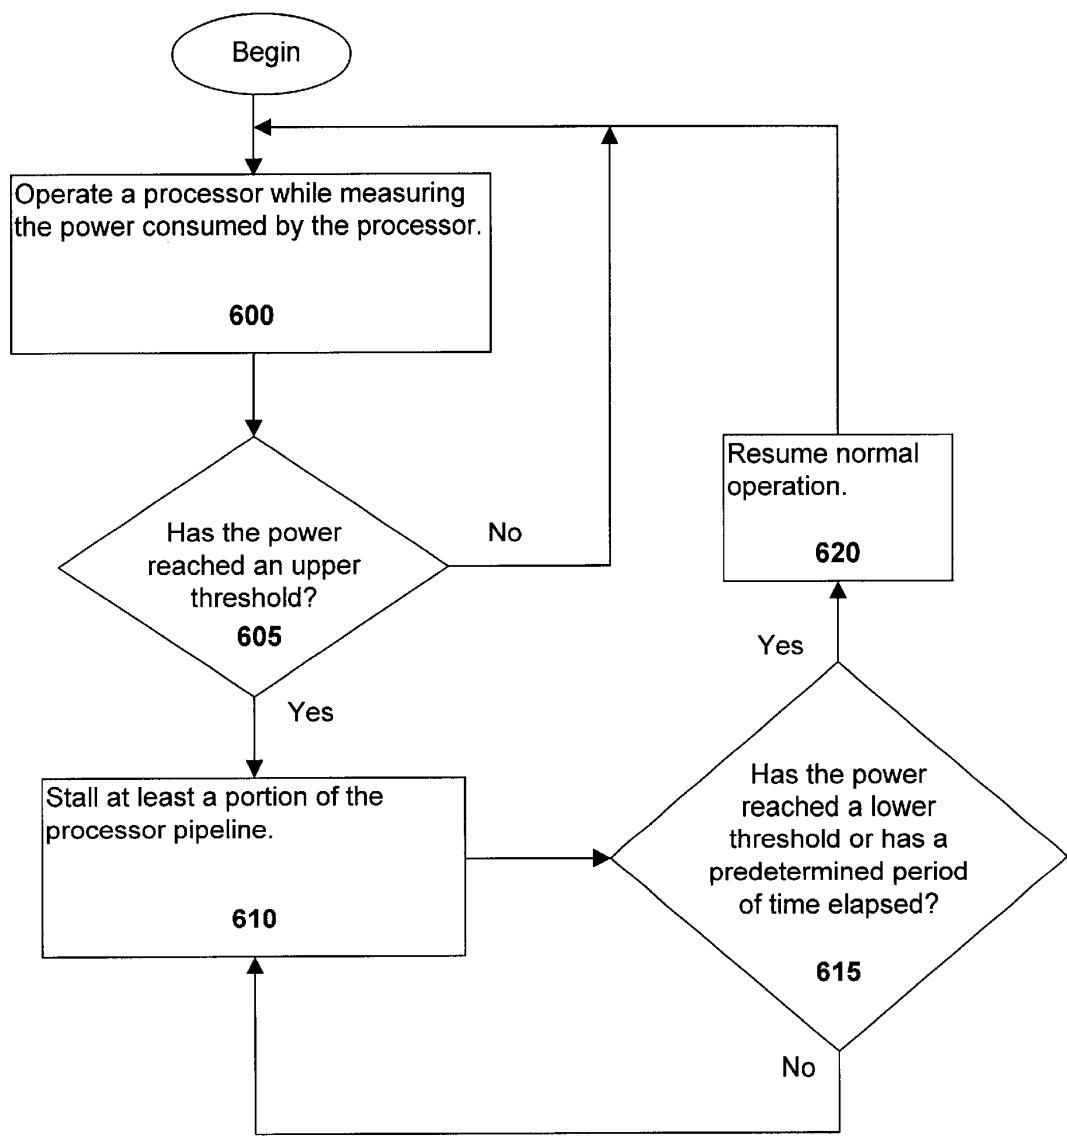 Begin
Operate a processor while measuring
the power consumed by the processor.
600
Has the power
reached an upper
threshold?
605
No
Yes
Stall at least a portion of the
processor pipeline.
610
Resume normal
operation.
620
Yes
Has the power
reached a lower
threshold or has a
predetermined period
of time elapsed?
615
No